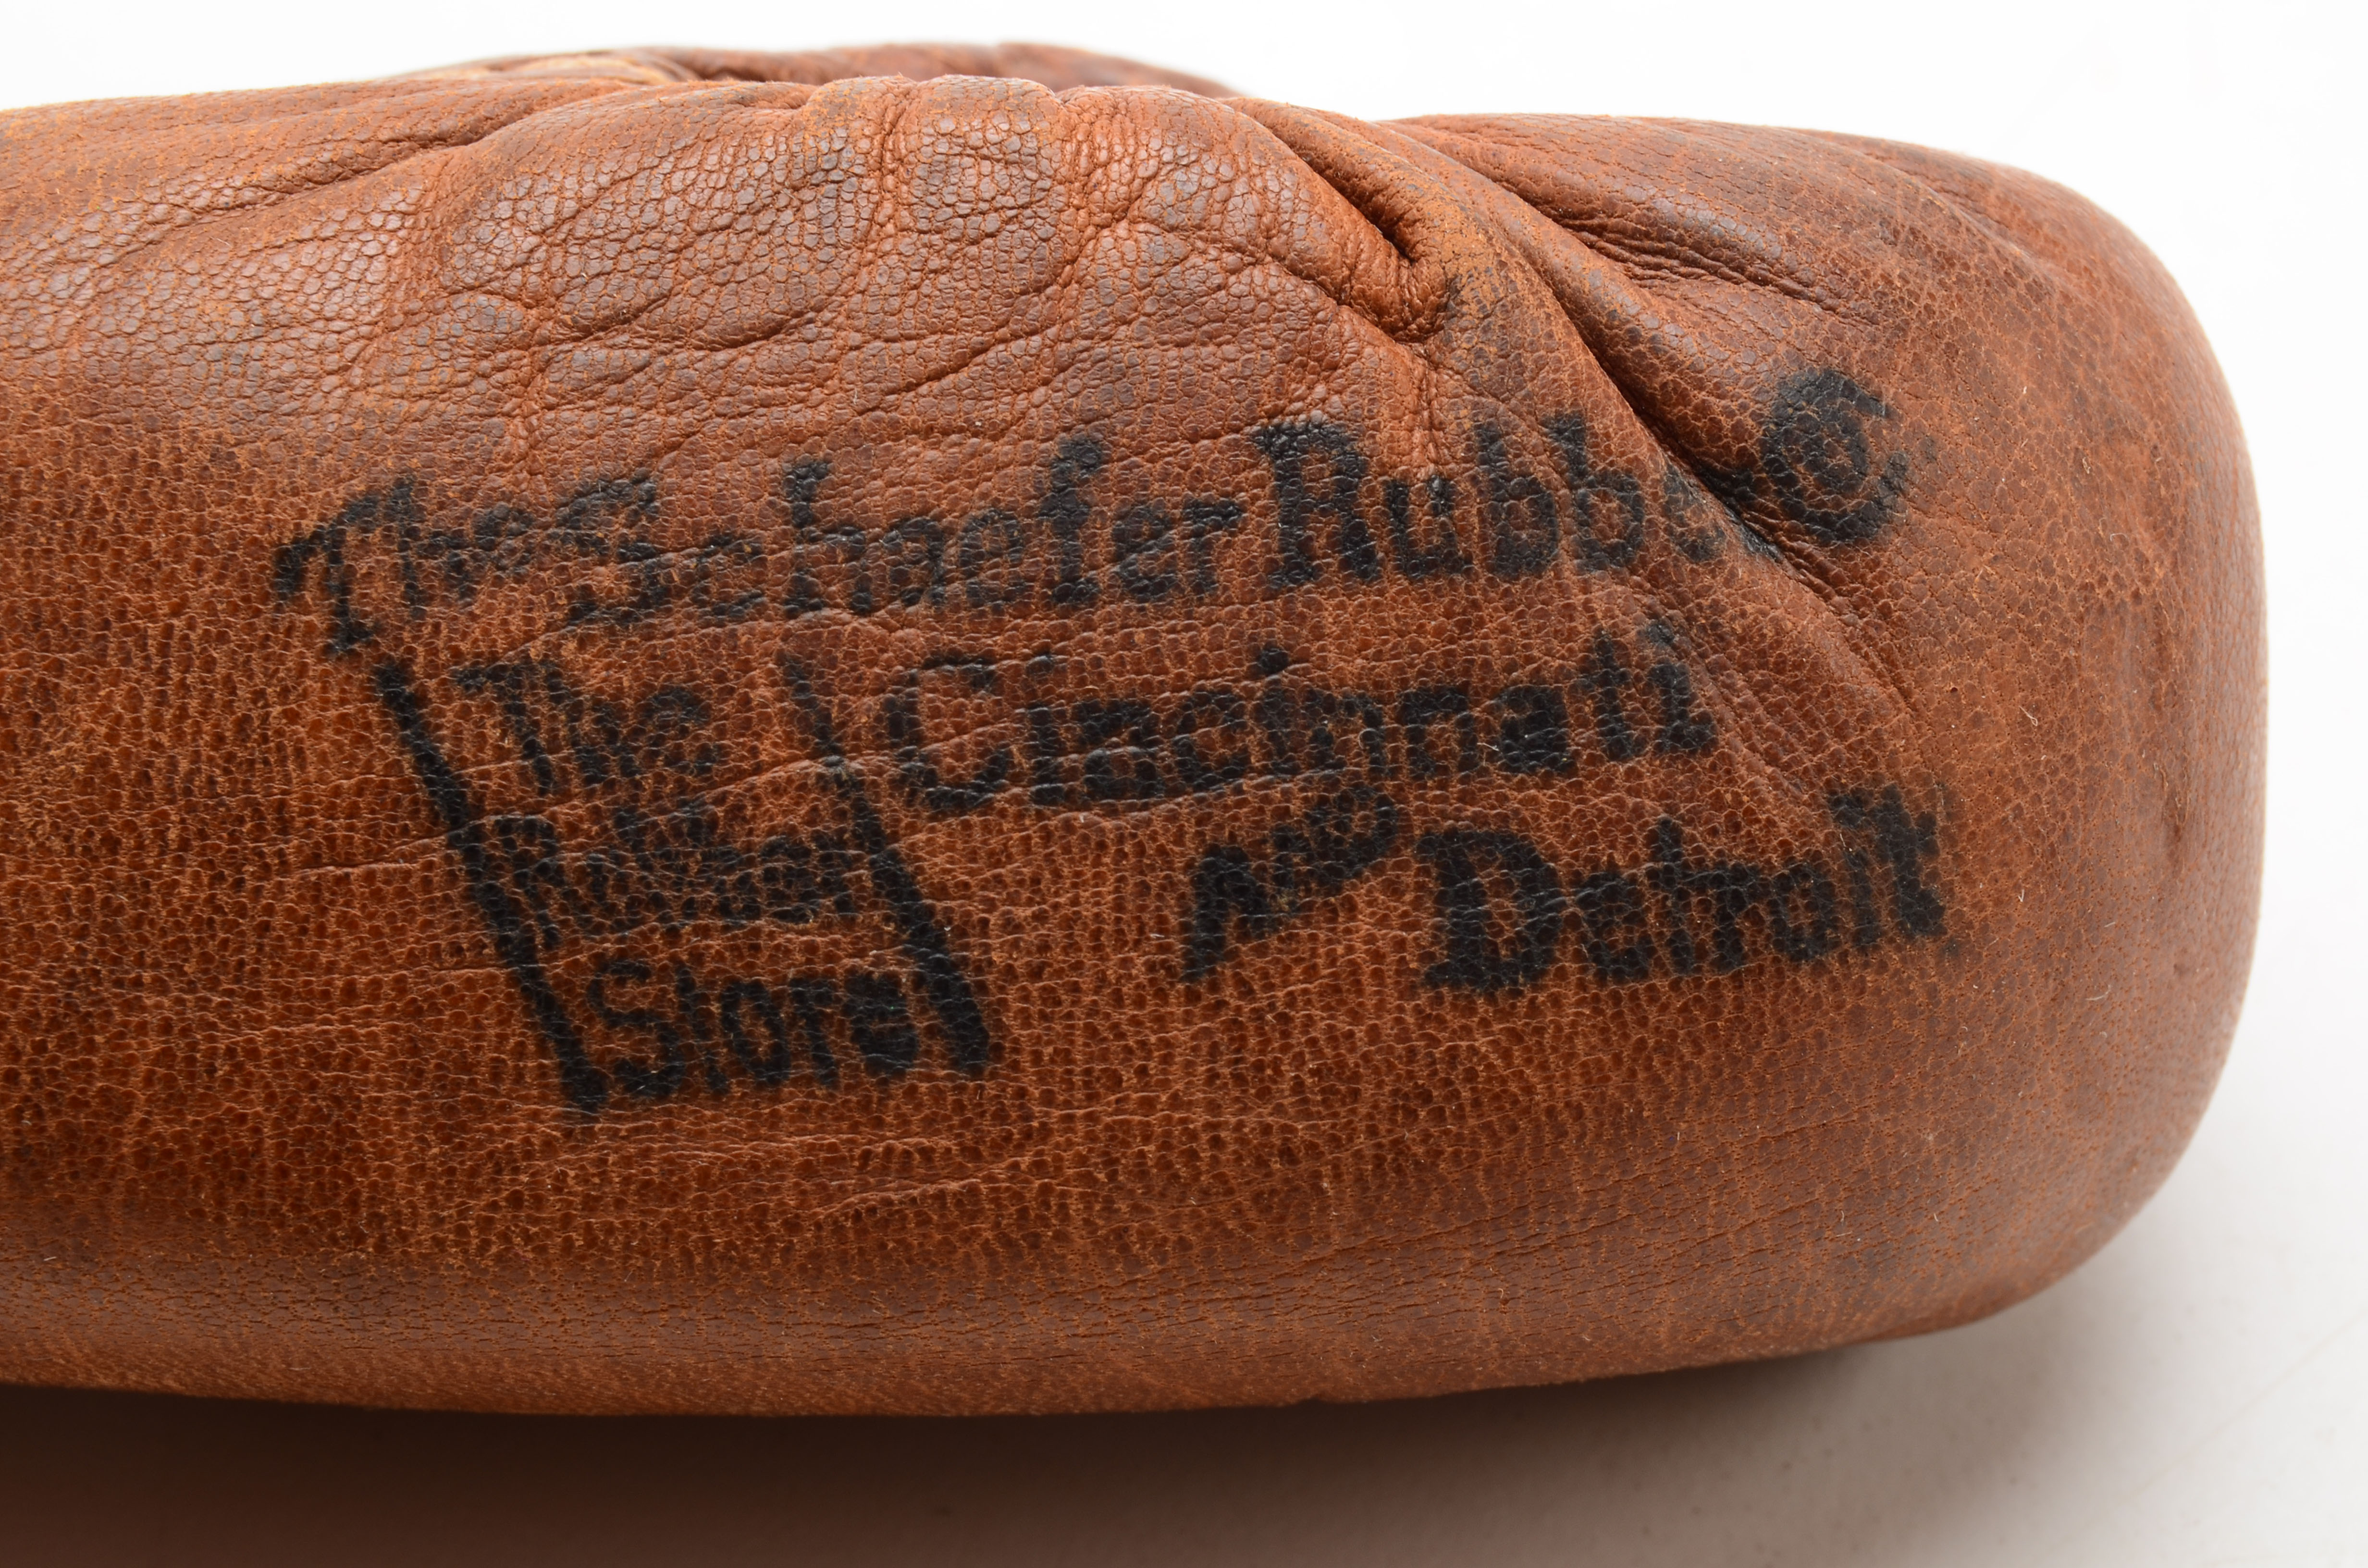 The Schaefer Rubber Co.
The
Rubber
Store
Cincinnati
AND Detroit